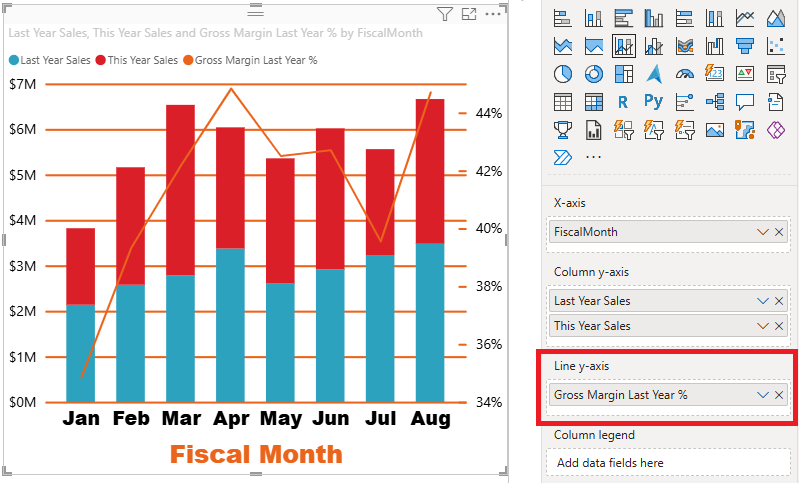 Last Year Sales, This Year Sales and Gross Margin Last Year % by FiscalMonth
Last Year Sales This Year Sales Gross Margin Last Year %
$7M
$6M
$5M
$4M
$3M
$2M
$1M
$0M
44%
42%
40%
38%
36%
34%
Jan Feb Mar Apr May Jun Jul Aug
Fiscal Month
123
R Py
X-axis
FiscalMonth
Column y-axis
Last Year Sales
This Year Sales
Line y-axis
Gross Margin Last Year %
Column legend
Add data fields here